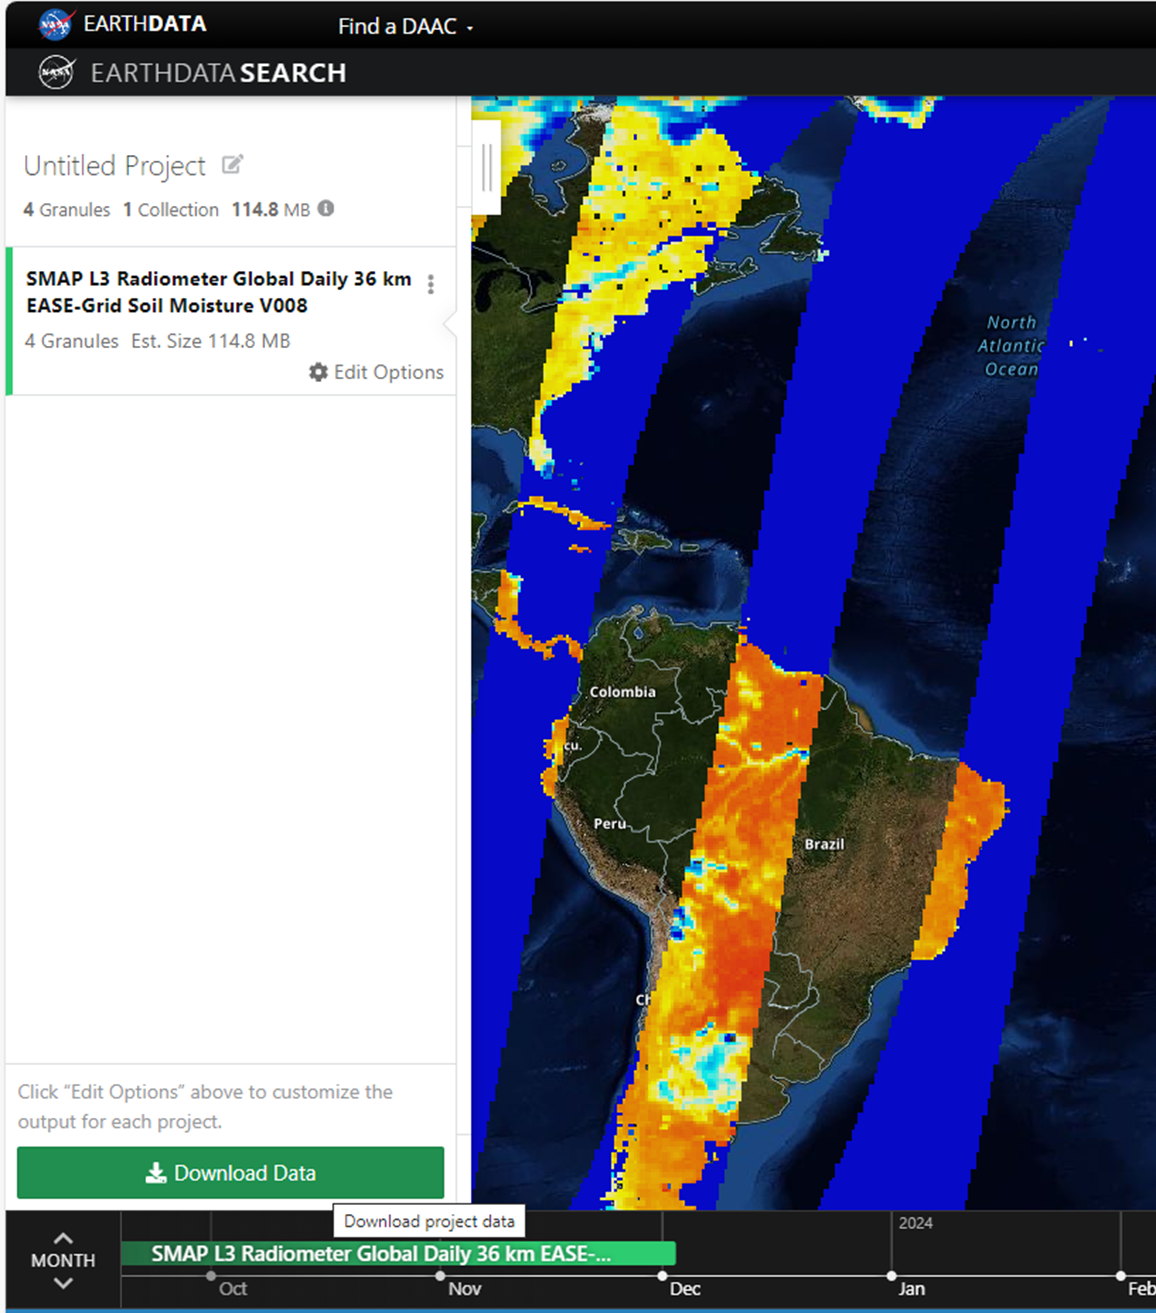 NASA EARTHDATA
Find a DAAC
NASA EARTHDATA SEARCH
Untitled Project
4 Granules 1 Collection 114.8 MB
SMAP L3 Radiometer Global Daily 36 km
EASE-Grid Soil Moisture V008
4 Granules Est. Size 114.8 MB
Edit Options
North
Atlantic
Ocean
Colombia
cu.
Peru
Brazil
Ch
Click “Edit Options” above to customize the
output for each project.
Download Data
Download project data
MONTH
2024
SMAP L3 Radiometer Global Daily 36 km EASE-...
Oct
Nov
Dec
Jan
Feb